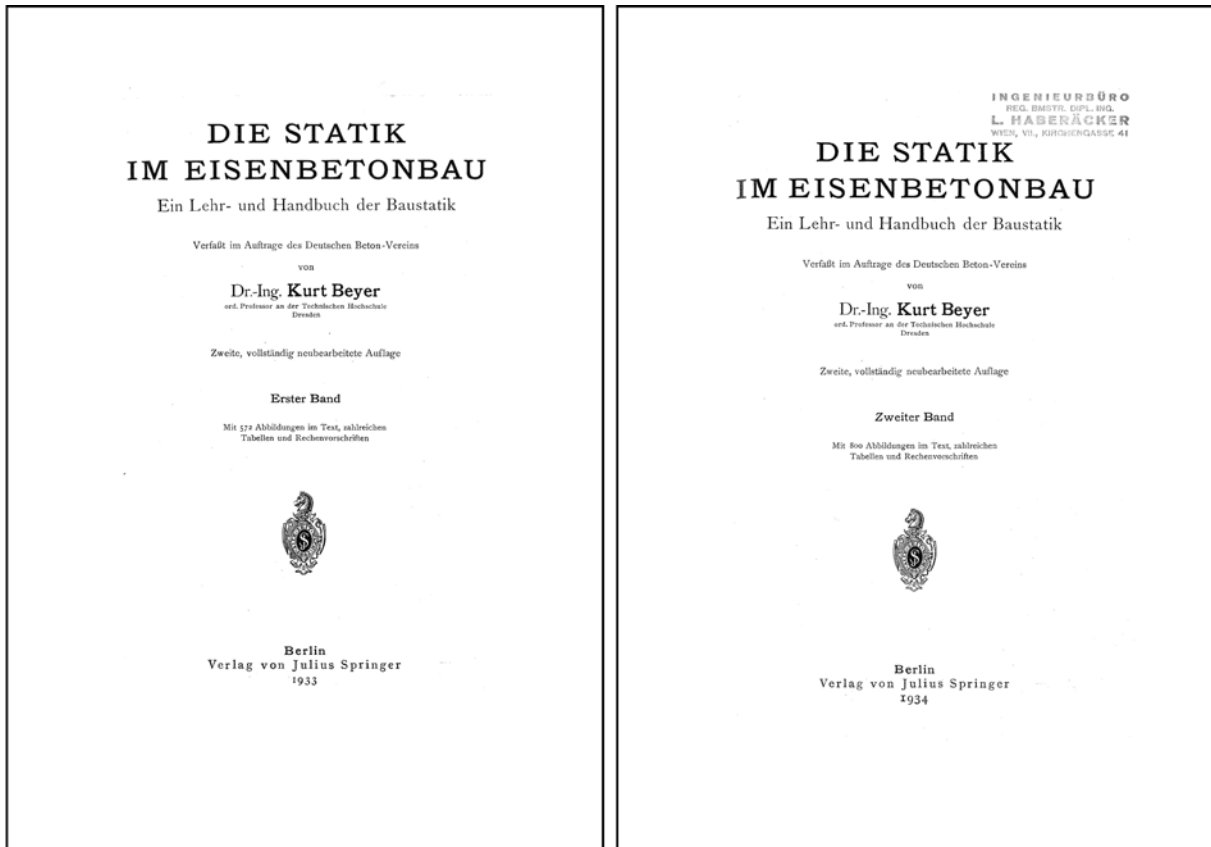 DIE STATIK
IM EISENBETONBAU
Ein Lehr- und Handbuch der Baustatik
Verfaßt im Auftrage des Deutschen Beton-Vereins
von
Dr.-Ing. Kurt Beyer
ord. Professor an der Technischen Hochschule
Dresden
Zweite, vollständig neubearbeitete Auflage
Erster Band
Mit 572 Abbildungen im Text, zahlreichen
Tabellen und Rechenvorschriften
S
Berlin
Verlag von Julius Springer
1933
INGENIEURBÜRO
REG. BMSTR. DIPL. ING.
L. HABERÄCKER
WIEN, VII., KIRCHENGASSE 41
DIE STATIK
IM EISENBETONBAU
Ein Lehr- und Handbuch der Baustatik
Verfaßt im Auftrage des Deutschen Beton-Vereins
von
Dr.-Ing. Kurt Beyer
ord. Professor an der Technischen Hochschule
Dresden
Zweite, vollständig neubearbeitete Auflage
Zweiter Band
Mit 800 Abbildungen im Text, zahlreichen
Tabellen und Rechenvorschriften
S
Berlin
Verlag von Julius Springer
1934